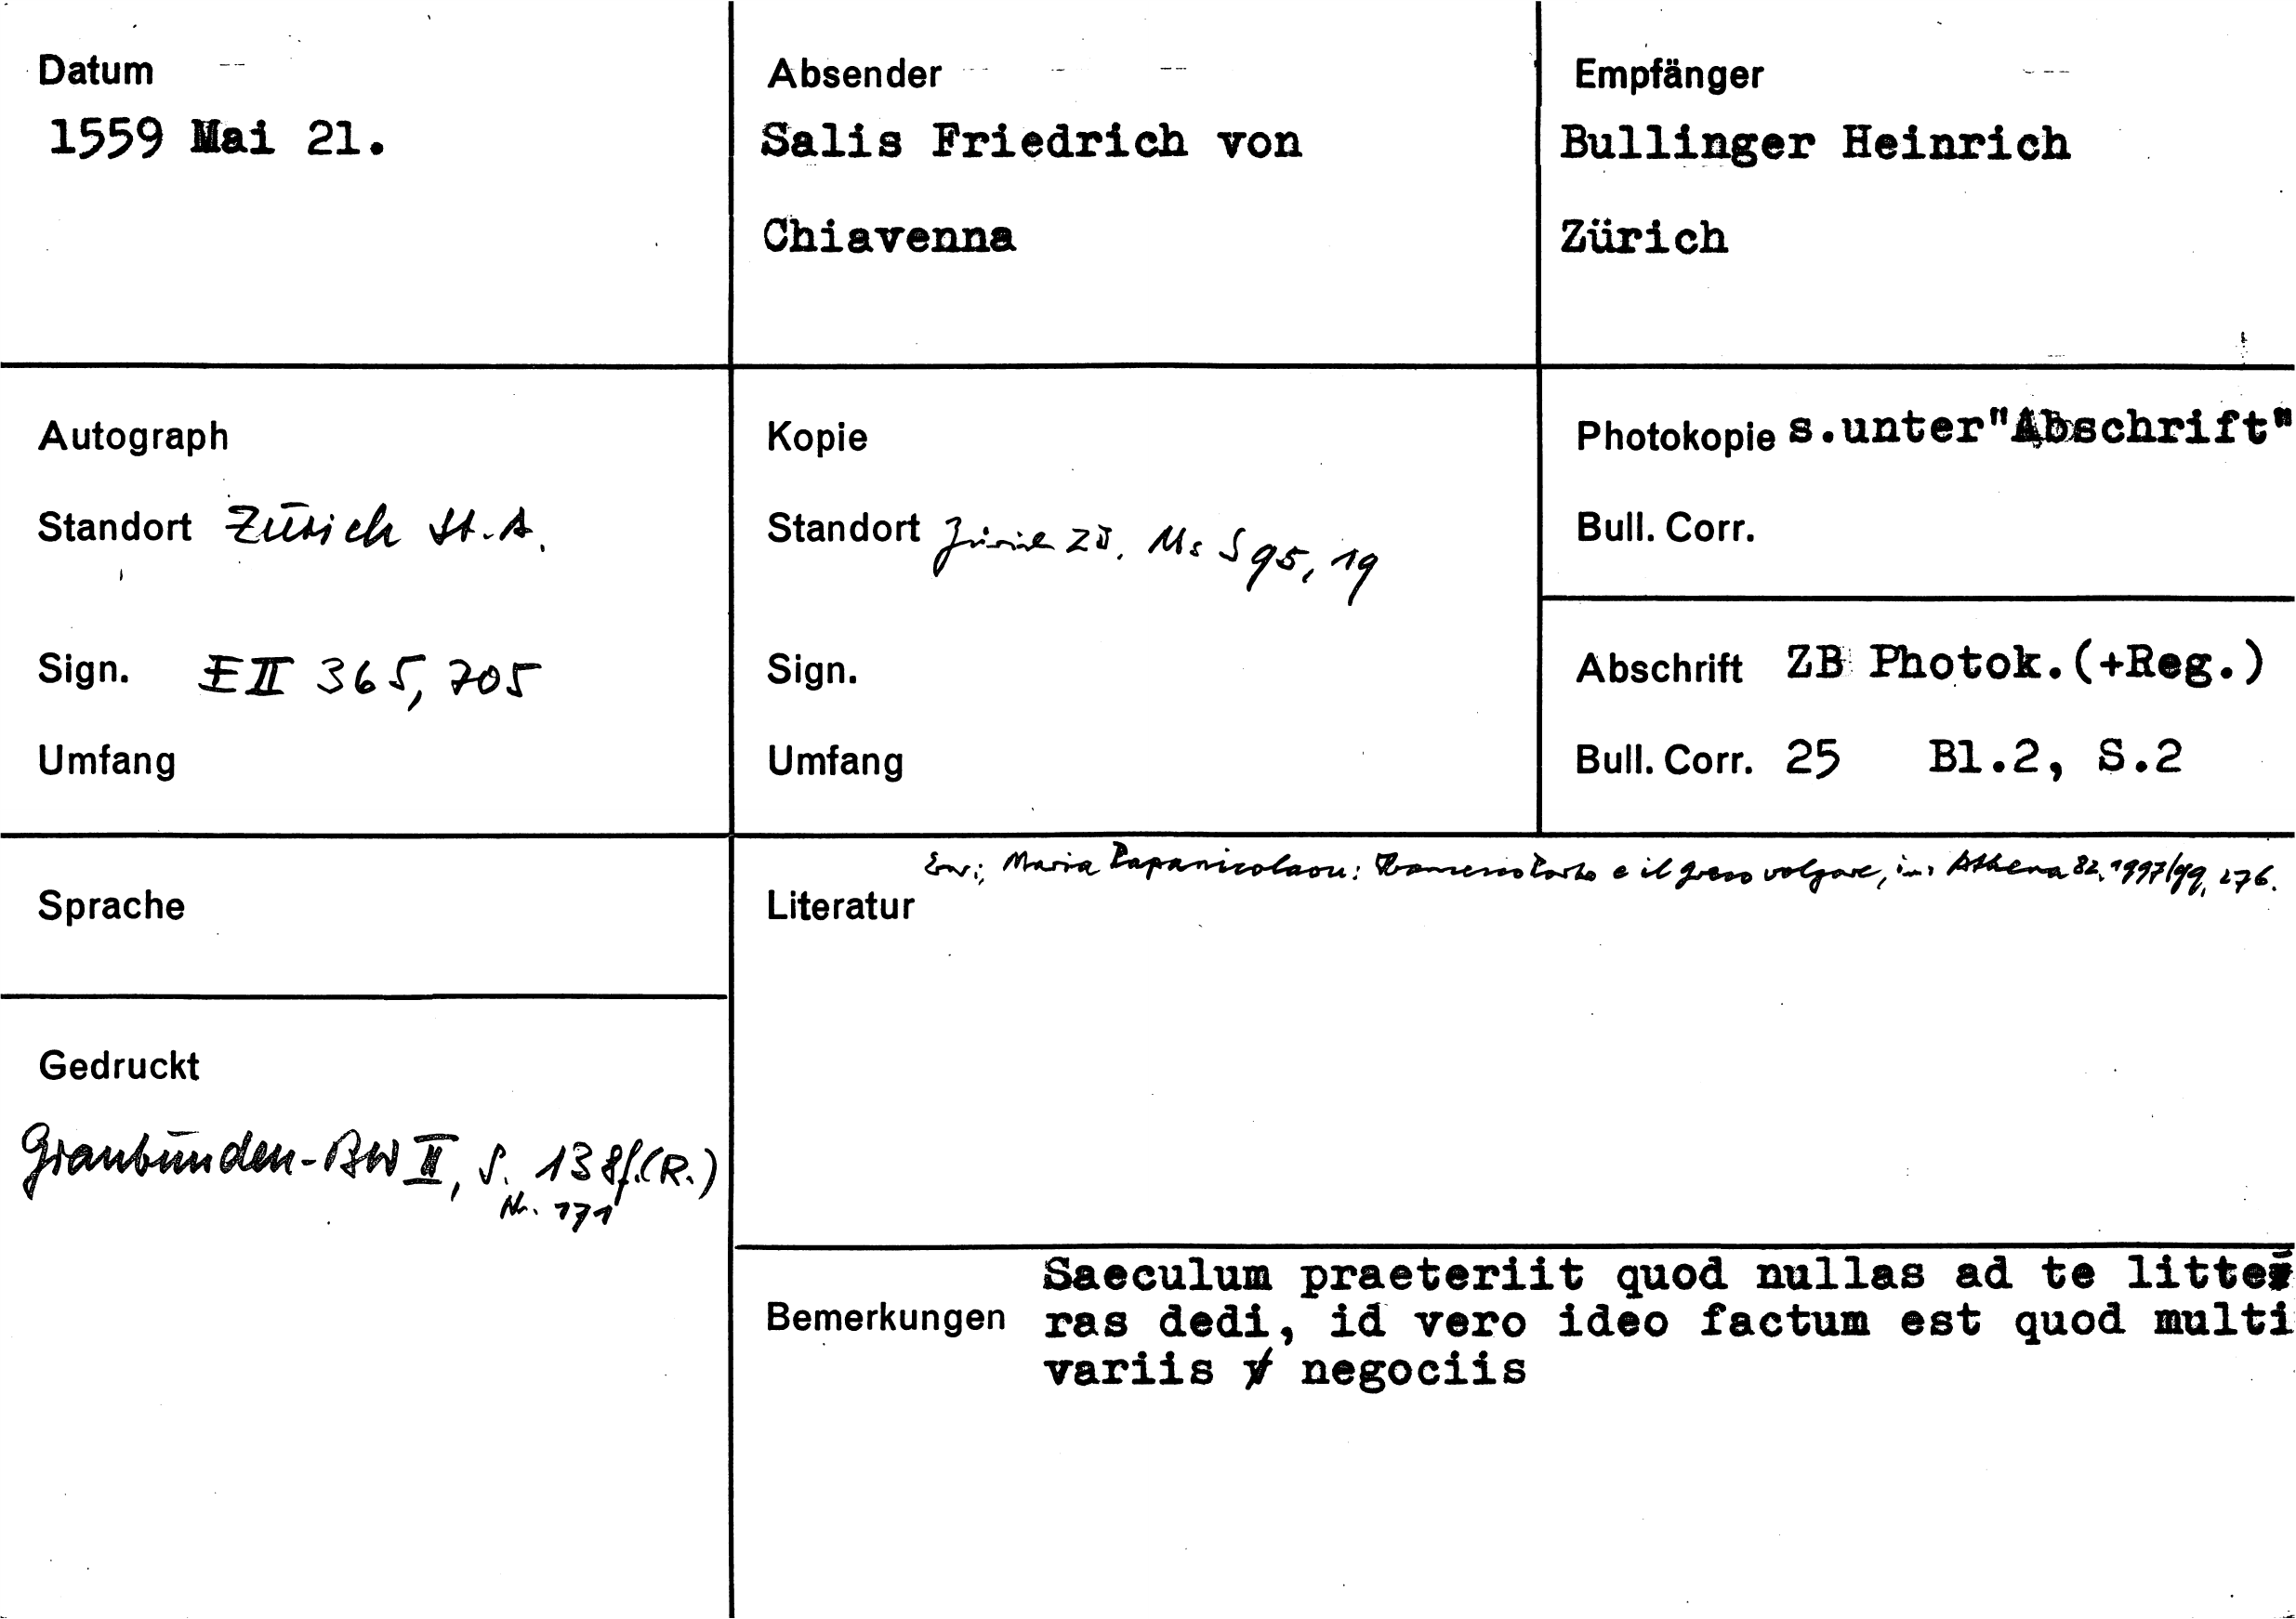 Datum
1559 Mai 21.
Absender
Salis Friedrich von
Chiavenna
Empfänger
Bullinger Heinrich
Zürich
Autograph
Standort Zürich St.A.
Sign. E II 365, 705
Umfang
Kopie
Standort Zürich ZB, Ms S 95, 19
Sign.
Umfang
Photokopie s.unter"Abschrift"
Bull. Corr.
Abschrift ZB Photok.(+Reg.)
Bull. Corr. 25 Bl.2, S.2
Sprache
Gedruckt
Graubünden-BW II, S. 138f.(R.)
Nr. 171
Maria Papanicolaou: e il greco volgare, in: Athena 82, 1997/99, 276.
Literatur
Bemerkungen
Saeculum praeteriit quod nullas ad te litte
ras dedi, id vero ideo factum est quod multi
variis negociis